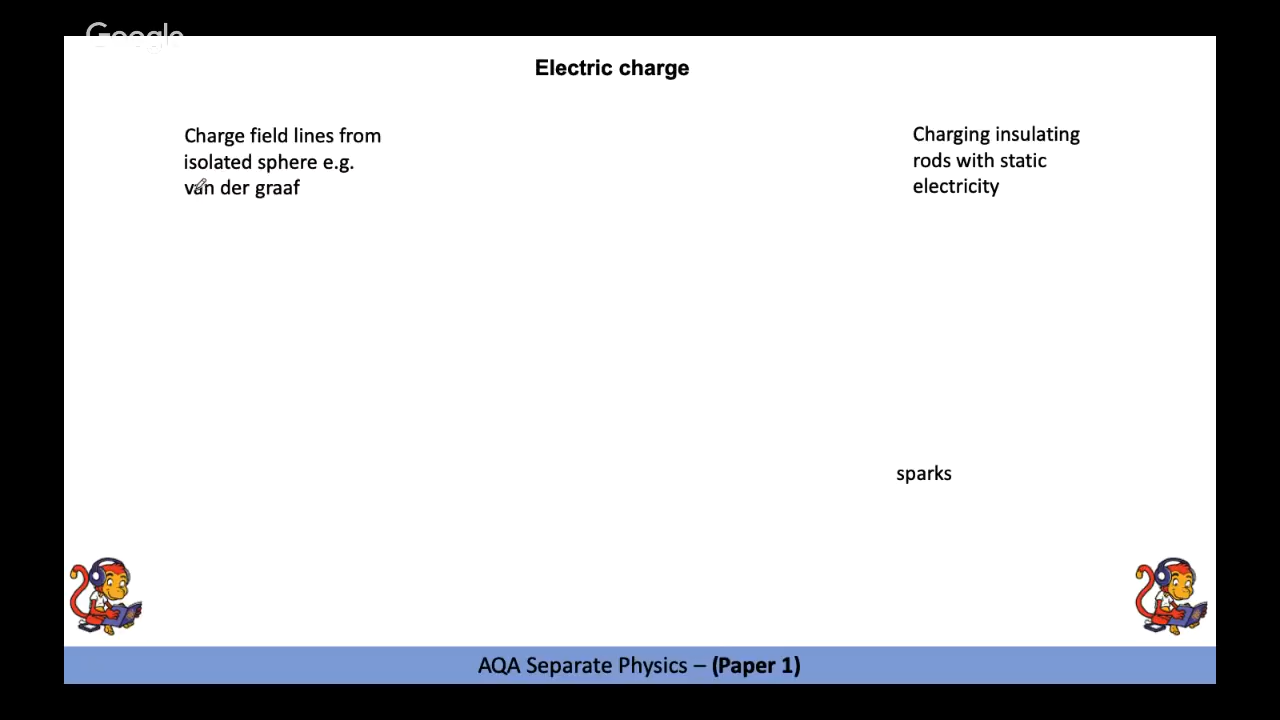 Google
Electric charge
Charge field lines from
isolated sphere e.g.
van der graaf
Charging insulating
rods with static
electricity
sparks
AQA Separate Physics – (Paper 1)